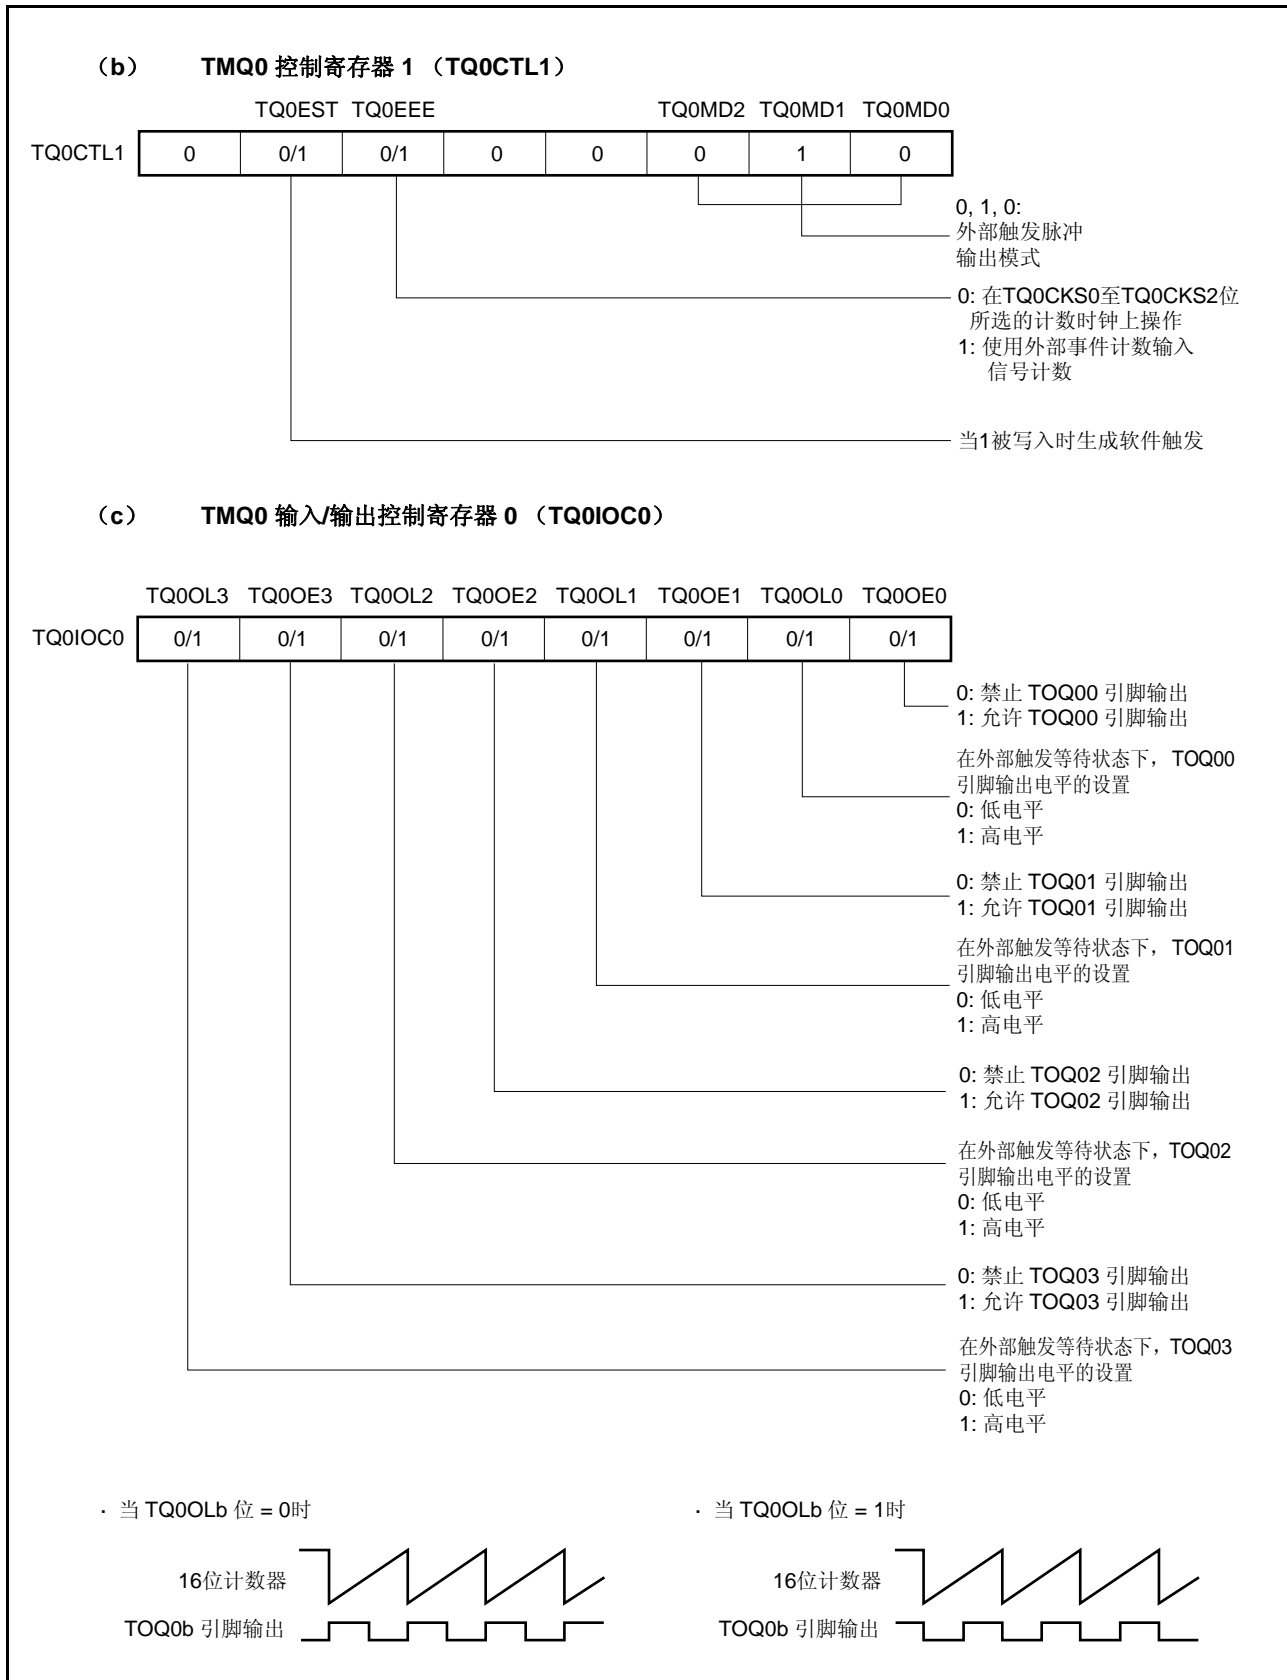 （b） TMQ0 控制寄存器 1 （TQ0CTL1）
TQ0EST TQ0EEE TQ0MD2 TQ0MD1 TQ0MD0
TQ0CTL1 0 0/1 0/1 0 0 0 1 0
0, 1, 0:
外部触发脉冲
输出模式
0: 在TQ0CKS0至TQ0CKS2位
所选的计数时钟上操作
1: 使用外部事件计数输入
信号计数
当1被写入时生成软件触发
（c） TMQ0 输入/输出控制寄存器 0 （TQ0IOC0）
TQ0OL3 TQ0OE3 TQ0OL2 TQ0OE2 TQ0OL1 TQ0OE1 TQ0OL0 TQ0OE0
TQ0IOC0 0/1 0/1 0/1 0/1 0/1 0/1 0/1 0/1
0: 禁止 TOQ00 引脚输出
1: 允许 TOQ00 引脚输出
在外部触发等待状态下， TOQ00
引脚输出电平的设置
0: 低电平
1: 高电平
0: 禁止 TOQ01 引脚输出
1: 允许 TOQ01 引脚输出
在外部触发等待状态下， TOQ01
引脚输出电平的设置
0: 低电平
1: 高电平
0: 禁止 TOQ02 引脚输出
1: 允许 TOQ02 引脚输出
在外部触发等待状态下，TOQ02
引脚输出电平的设置
0: 低电平
1: 高电平
0: 禁止 TOQ03 引脚输出
1: 允许 TOQ03 引脚输出
在外部触发等待状态下，TOQ03
引脚输出电平的设置
0: 低电平
1: 高电平
· 当 TQ0OLb 位 = 0时
16位计数器
TOQ0b 引脚输出
· 当 TQ0OLb 位 = 1时
16位计数器
TOQ0b 引脚输出